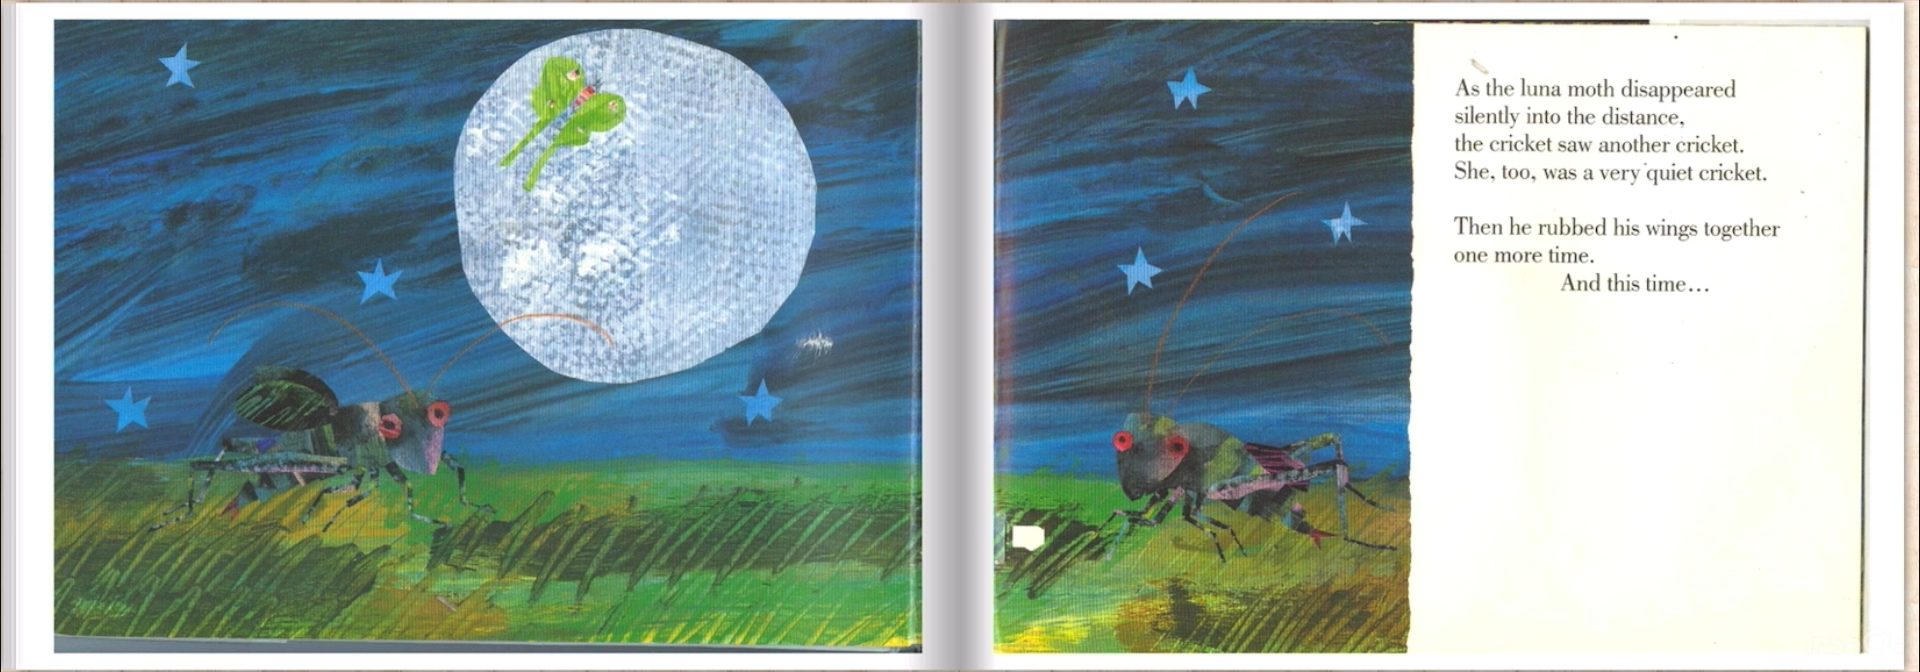 As the luna moth disappeared
silently into the distance,
the cricket saw another cricket.
She, too, was a very quiet cricket.
Then he rubbed his wings together
one more time.
And this time…